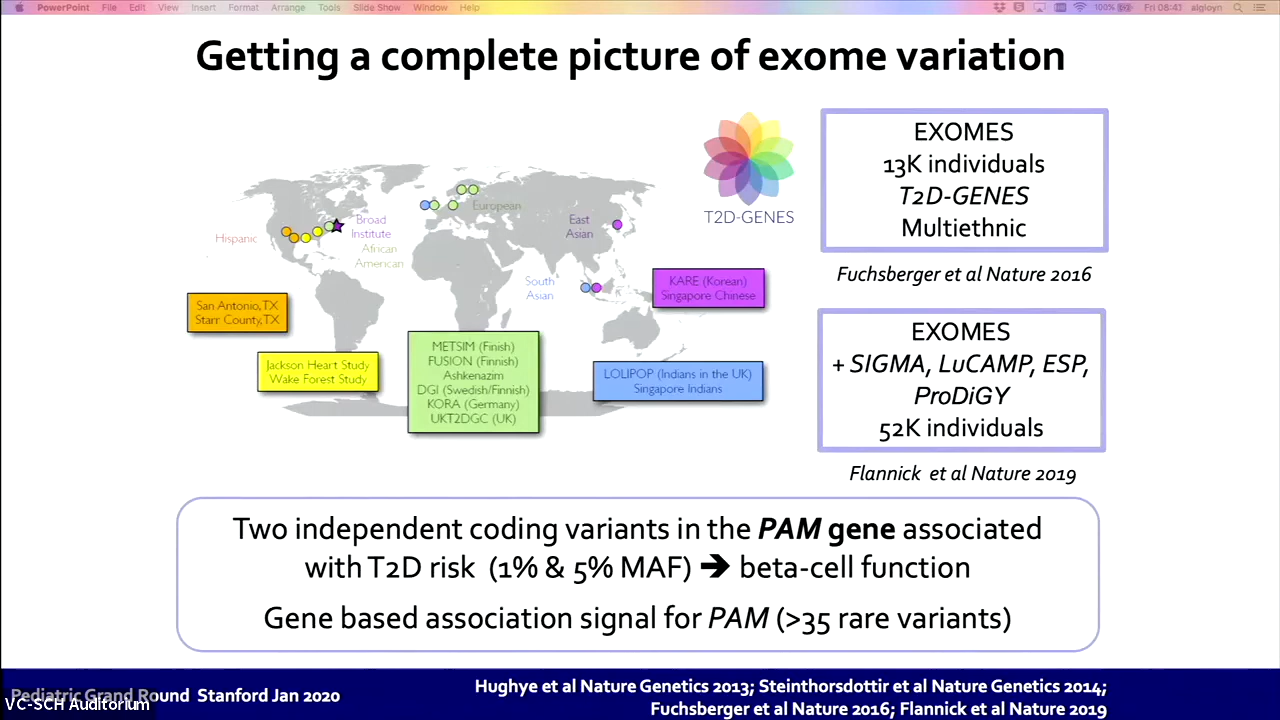 PowerPoint File Edit View Insert Format Arrange Tools Slide Show Window Help 100% Fri 08:41 algloyn
Getting a complete picture of exome variation
T2D-GENES
EXOMES
13K individuals
T2D-GENES
Multiethnic
Fuchsberger et al Nature 2016
Hispanic
Broad
Institute
African
American
European
East
Asian
South
Asian
KARE (Korean)
Singapore Chinese
San Antonio, TX
Starr County, TX
Jackson Heart Study
Wake Forest Study
METSIM (Finish)
FUSION (Finnish)
Ashkenazim
DGI (Swedish/Finnish)
KORA (Germany)
UKT2DGC (UK)
LOLIPOP (Indians in the UK)
Singapore Indians
EXOMES
+ SIGMA, LuCAMP, ESP,
ProDiGY
52K individuals
Flannick et al Nature 2019
Two independent coding variants in the PAM gene associated
with T2D risk (1% & 5% MAF) ➔ beta-cell function
Gene based association signal for PAM (>35 rare variants)
Pediatric Grand Round Stanford Jan 2020
VC-SCH Auditorium
Hughye et al Nature Genetics 2013; Steinthorsdottir et al Nature Genetics 2014;
Fuchsberger et al Nature 2016; Flannick et al Nature 2019